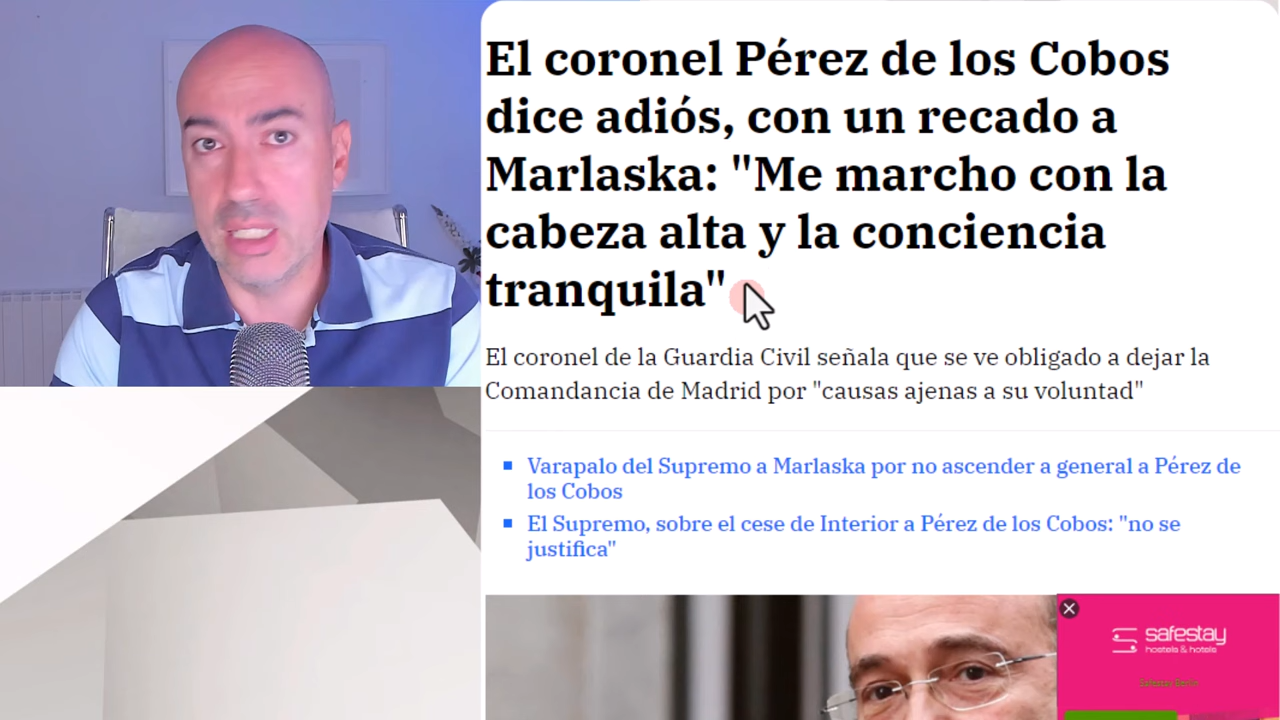 El coronel Pérez de los Cobos
dice adiós, con un recado a
Marlaska: "Me marcho con la
cabeza alta y la conciencia
tranquila"
El coronel de la Guardia Civil señala que se ve obligado a dejar la
Comandancia de Madrid por "causas ajenas a su voluntad"
Varapalo del Supremo a Marlaska por no ascender a general a Pérez de
los Cobos
El Supremo, sobre el cese de Interior a Pérez de los Cobos: "no se
justifica"
safestay
hostels & hotels
Safestay Berlin